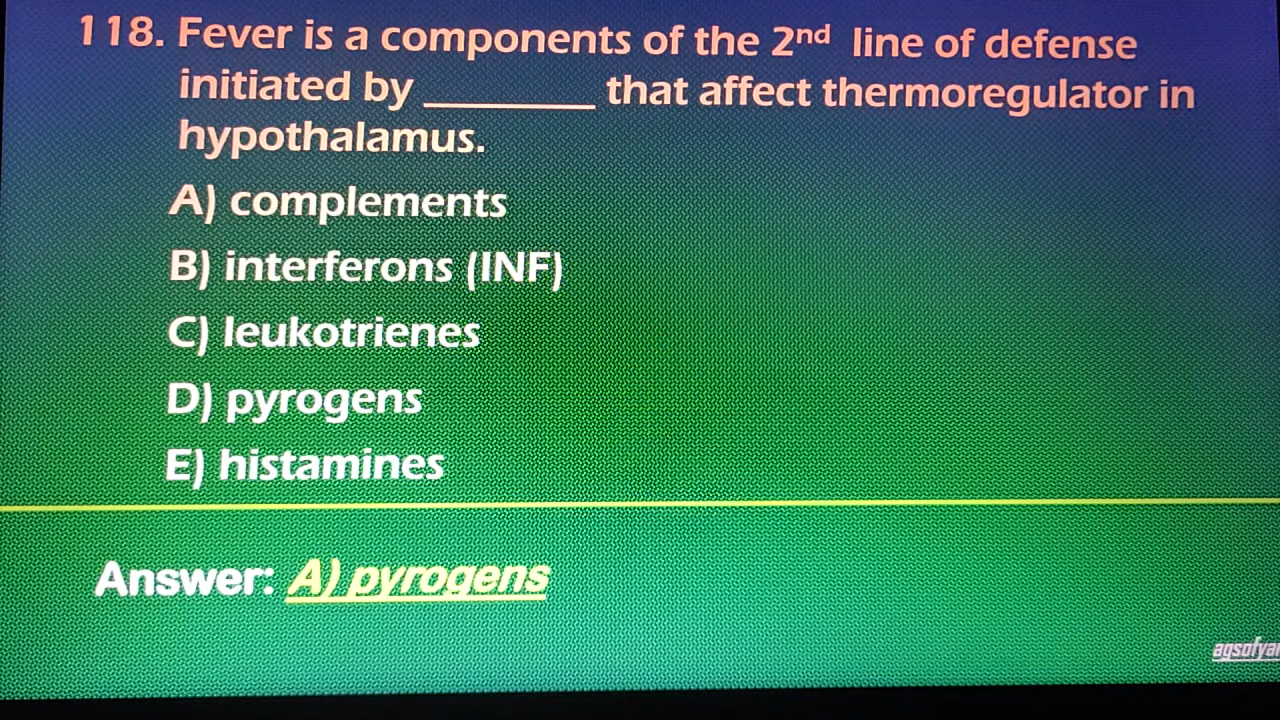 118. Fever is a components of the 2nd line of defense
initiated by ________ that affect thermoregulator in
hypothalamus.
A) complements
B) interferons (INF)
C) leukotrienes
D) pyrogens
E) histamines
Answer: A) pyrogens